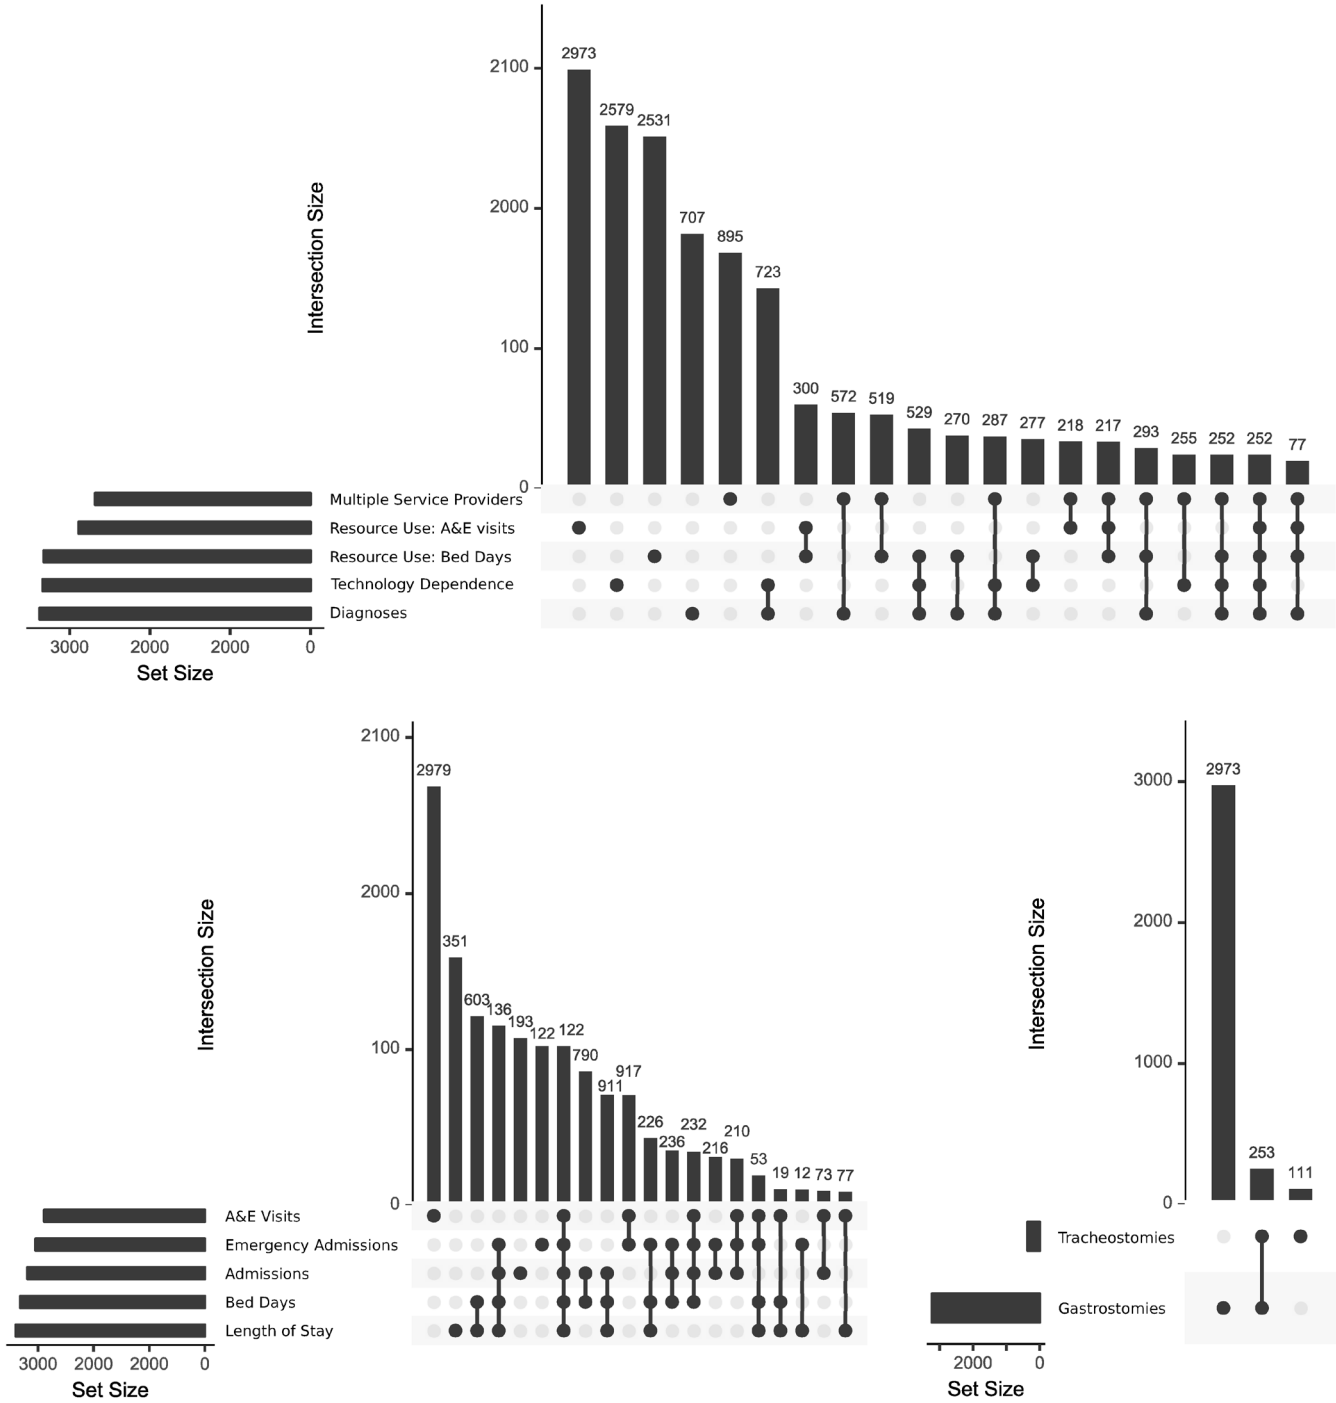 2973
2100
2579
2531
2000
707
895
723
Intersection Size
100
300
572
519
529
270
287
277
218
217
293
255
252
252
77
0
Multiple Service Providers
Resource Use: A&E visits
Resource Use: Bed Days
Technology Dependence
Diagnoses
3000 2000 2000 0
Set Size
2100
2979
2000
351
603
136
193
122
122
790
911
917
226
236
232
216
210
53
19
12
73
77
Intersection Size
100
0
A&E Visits
Emergency Admissions
Admissions
Bed Days
Length of Stay
3000 2000 2000 0
Set Size
2973
3000
2000
Intersection Size
1000
253
111
0
Tracheostomies
Gastrostomies
2000 0
Set Size